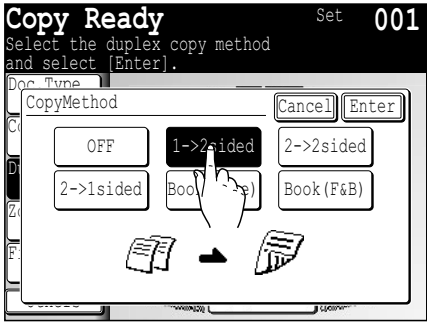 Copy Ready Set 001
Select the duplex copy method
and select [Enter].
Doc Type
CopyMethod Cancel Enter
OFF 1->2sided 2->2sided
2->1sided Book(F&B)